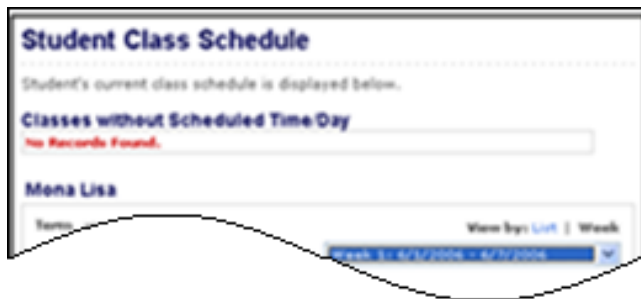 Student Class Schedule
Student's current class schedule is displayed below.
Classes without Scheduled Time/Day
No Records Found.
Mona Lisa
Term View by: List | Week
Week 1: 6/1/2006 - 6/7/2006